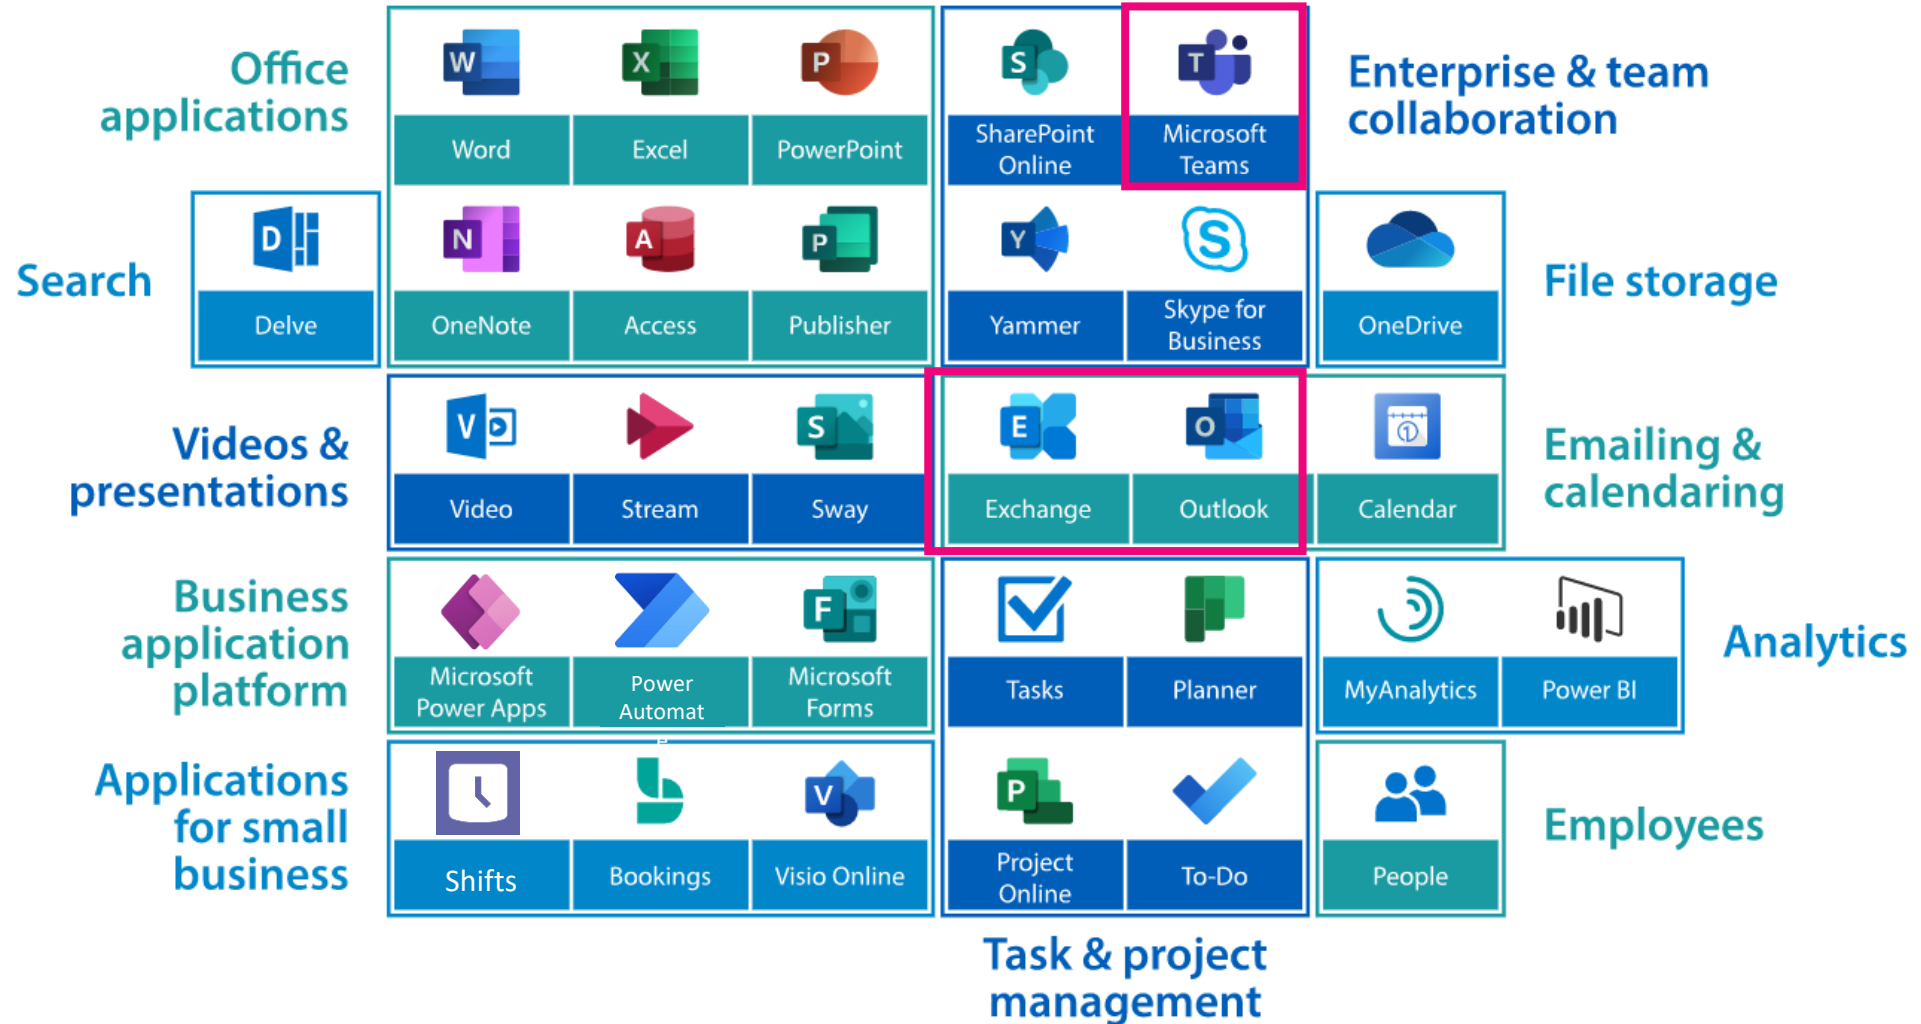 Office
applications
W
X
P
Word
Excel
PowerPoint
S
T
SharePoint
Online
Microsoft
Teams
Enterprise & team
collaboration
Search
D
Delve
N
A
P
OneNote
Access
Publisher
Y
S
Yammer
Skype for
Business
OneDrive
File storage
Videos &
presentations
V
S
Video
Stream
Sway
E
O
1
Exchange
Outlook
Calendar
Emailing &
calendaring
Business
application
platform
F
Microsoft
Power Apps
Power
Automat
e
Microsoft
Forms
Tasks
Planner
MyAnalytics
Power BI
Analytics
Applications
for small
business
V
Shifts
Bookings
Visio Online
P
Project
Online
To-Do
People
Employees
Task & project
management